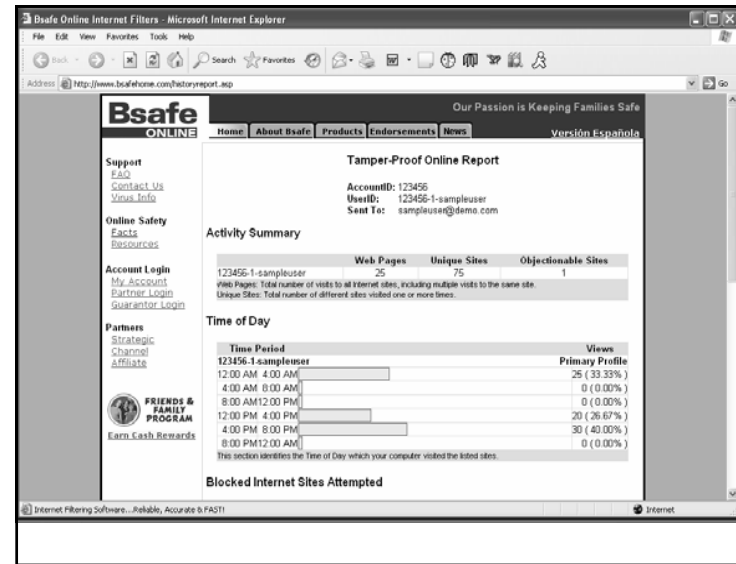 Bsafe Online Internet Filters - Microsoft Internet Explorer
File Edit View Favorites Tools Help
Back Search Favorites
Address http://www.bsafehome.com/historyreport.asp Go
Bsafe
ONLINE
Our Passion is Keeping Families Safe
Home About Bsafe Products Endorsements News Versión Española
Support
FAQ
Contact Us
Virus Info
Online Safety
Facts
Resources
Account Login
My Account
Partner Login
Guarantor Login
Partners
Strategic
Channel
Affiliate
FRIENDS &
FAMILY
PROGRAM
Earn Cash Rewards
Tamper-Proof Online Report
AccountID: 123456
UserID: 123456-1-sampleuser
Sent To: sampleuser@demo.com
Activity Summary
Web Pages Unique Sites Objectionable Sites
123456-1-sampleuser 25 75 1
Web Pages: Total number of visits to all Internet sites, including multiple visits to the same site.
Unique Sites: Total number of different sites visited one or more times.
Time of Day
Time Period Views
123456-1-sampleuser Primary Profile
12:00 AM 4:00 AM 25 ( 33.33% )
4:00 AM 8:00 AM 0 ( 0.00% )
8:00 AM12:00 PM 0 ( 0.00% )
12:00 PM 4:00 PM 20 ( 26.67% )
4:00 PM 8:00 PM 30 ( 40.00% )
8:00 PM12:00 AM 0 ( 0.00% )
This section identifies the Time of Day which your computer visited the listed sites.
Blocked Internet Sites Attempted
Internet Filtering Software...Reliable, Accurate & FAST! Internet